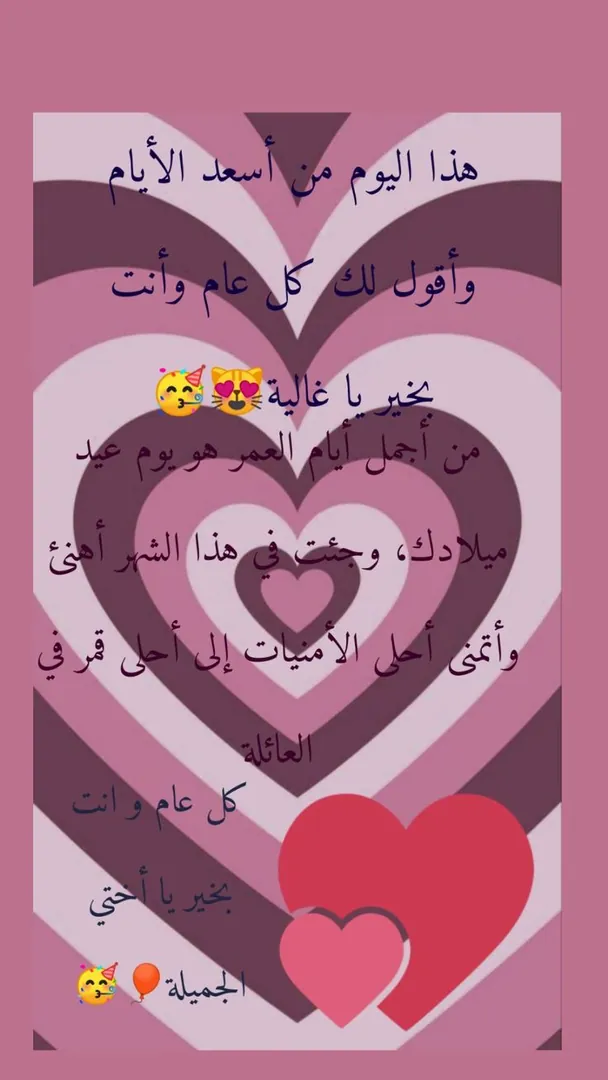 هذا اليوم من أسعد الأيام
وأقول لك كل عام وأنت
بخير يا غالية😻🥳
من أجمل أيام العمر هو يوم عيد
ميلادك، وجئت في هذا الشهر أهنئ
وأتمنى أحلى الأمنيات إلى أحلى قمر في
العائلة
كل عام و انت
بخير يا أختي
الجميلة🎈🥳